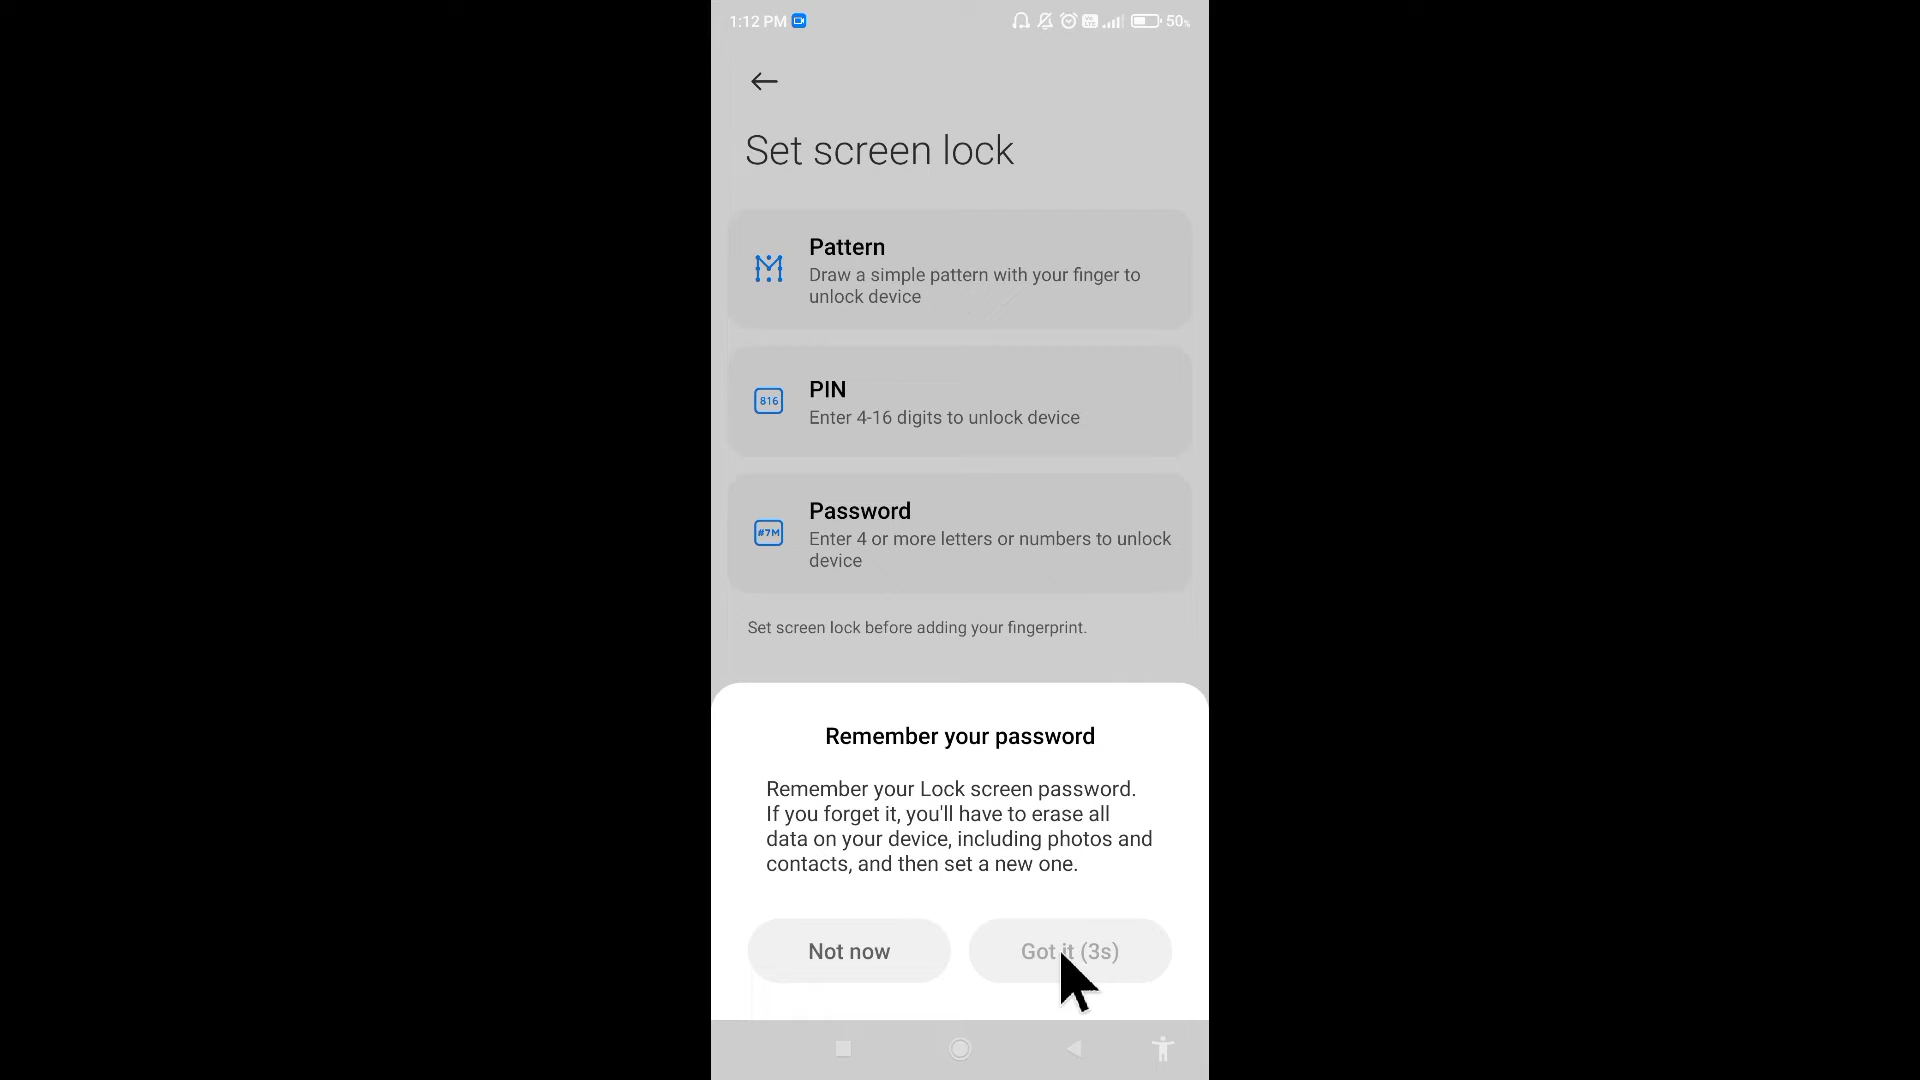 1:12 PM 50%
Set screen lock
Pattern
Draw a simple pattern with your finger to
unlock device
816
PIN
Enter 4-16 digits to unlock device
Password
#7M
Enter 4 or more letters or numbers to unlock
device
Set screen lock before adding your fingerprint.
Remember your password
Remember your Lock screen password.
If you forget it, you'll have to erase all
data on your device, including photos and
contacts, and then set a new one.
Not now
Got it (3s)